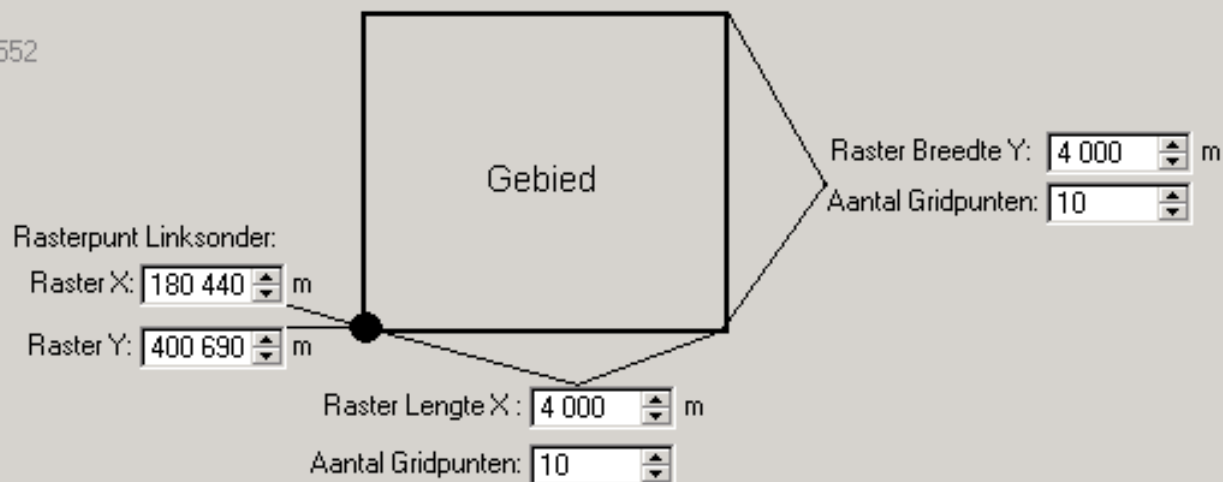 552
Gebied
Raster Breedte Y: 4 000 m
Aantal Gridpunten: 10
Rasterpunt Linksonder:
Raster X: 180 440 m
Raster Y: 400 690 m
Raster Lengte X : 4 000 m
Aantal Gridpunten: 10